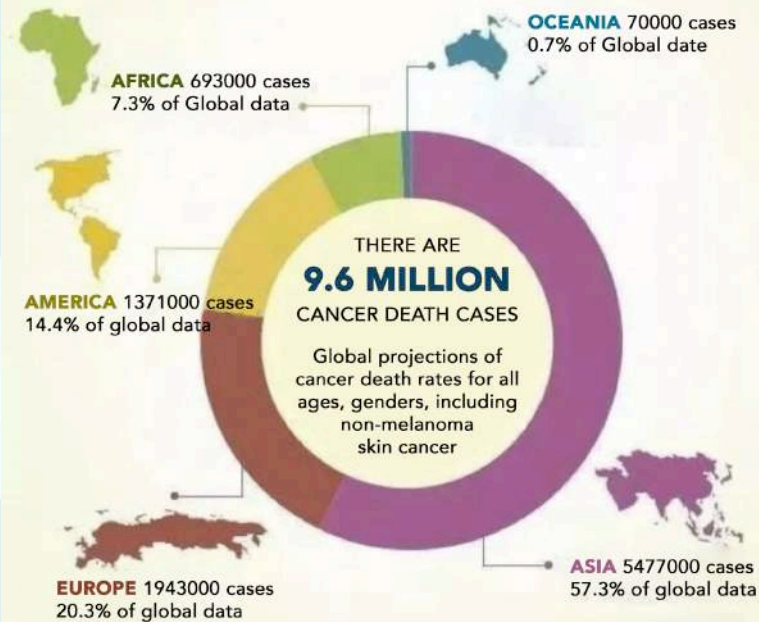 OCEANIA 70000 cases
0.7% of Global date
AFRICA 693000 cases
7.3% of Global data
THERE ARE
9.6 MILLION
CANCER DEATH CASES
Global projections of
cancer death rates for all
ages, genders, including
non-melanoma
skin cancer
AMERICA 1371000 cases
14.4% of global data
ASIA 5477000 cases
57.3% of global data
EUROPE 1943000 cases
20.3% of global data